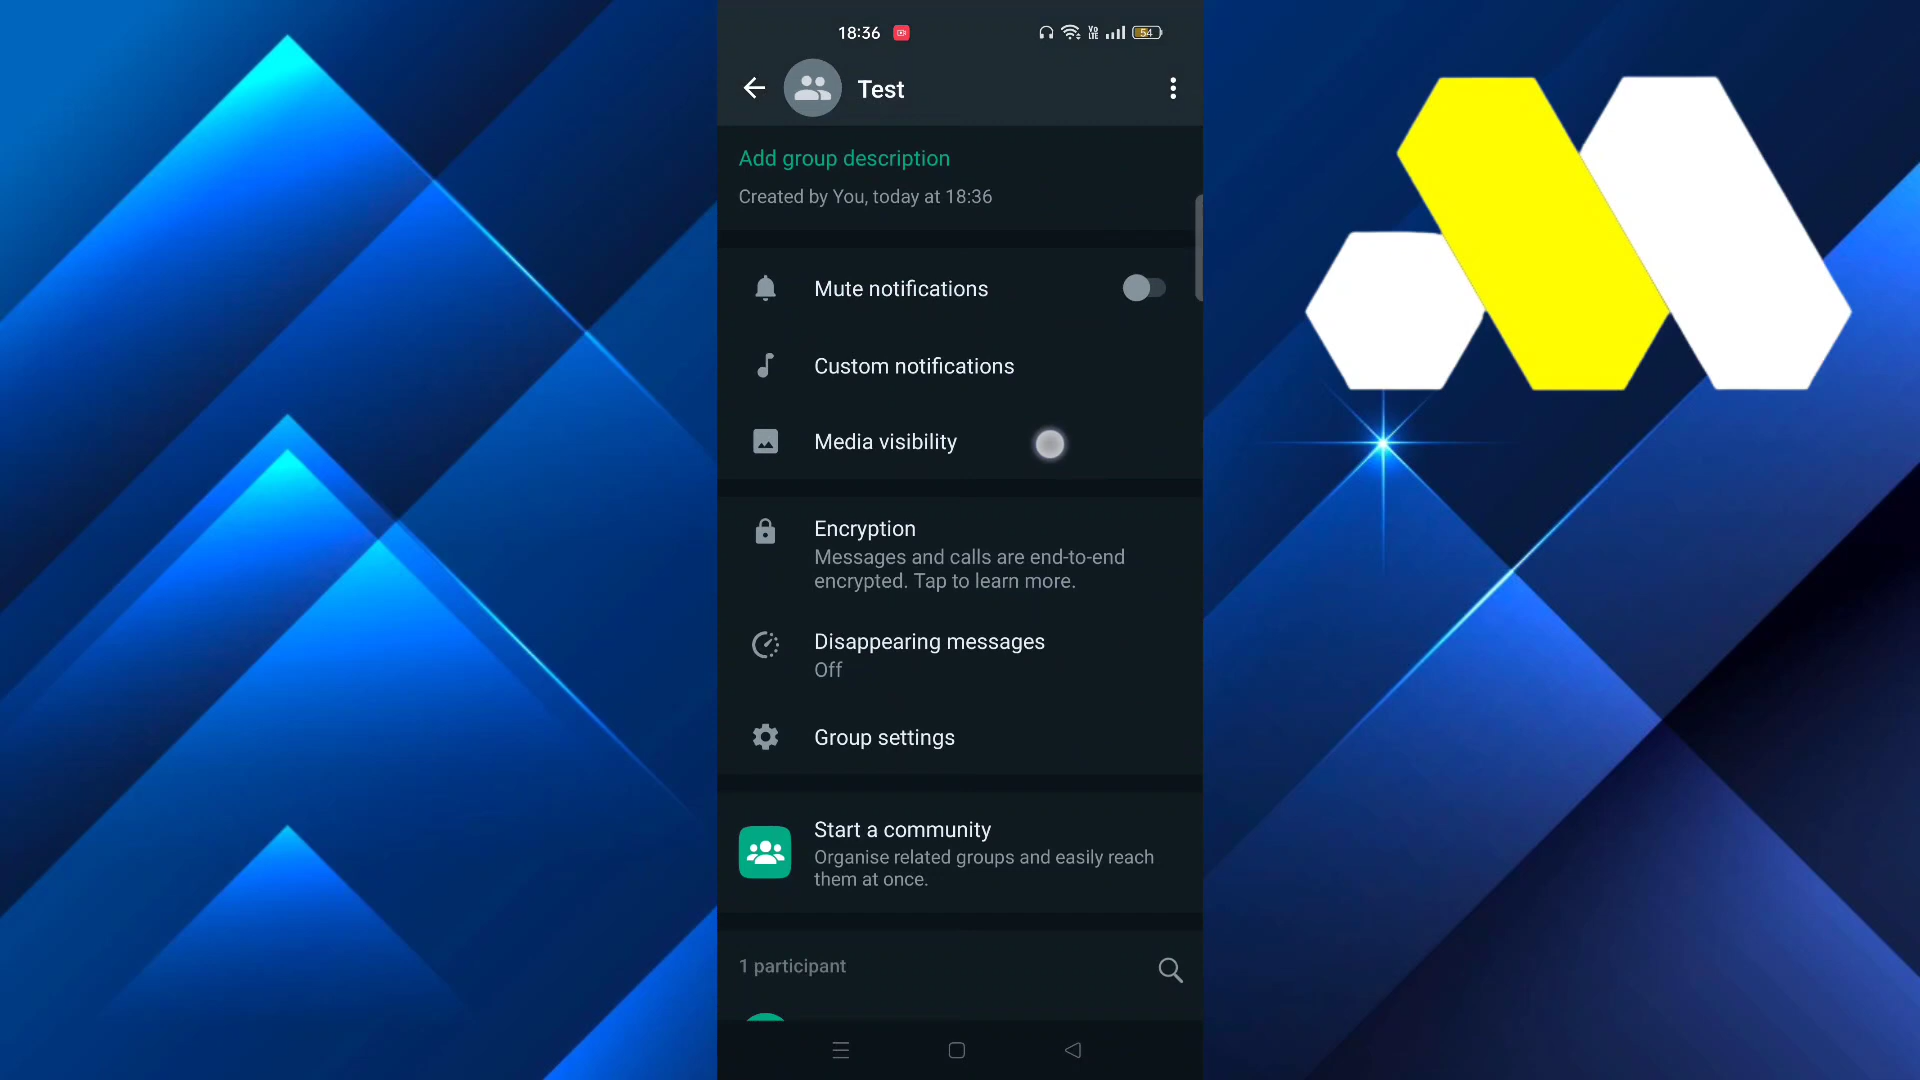 18:36
VO
LTE
54
Test
Add group description
Created by You, today at 18:36
Mute notifications
Custom notifications
Media visibility
Encryption
Messages and calls are end-to-end
encrypted. Tap to learn more.
Disappearing messages
Off
Group settings
Start a community
Organise related groups and easily reach
them at once.
1 participant